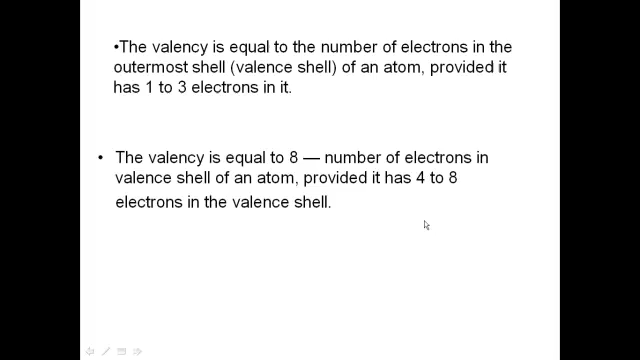 •The valency is equal to the number of electrons in the
outermost shell (valence shell) of an atom, provided it
has 1 to 3 electrons in it.
• The valency is equal to 8 — number of electrons in
valence shell of an atom, provided it has 4 to 8
electrons in the valence shell.